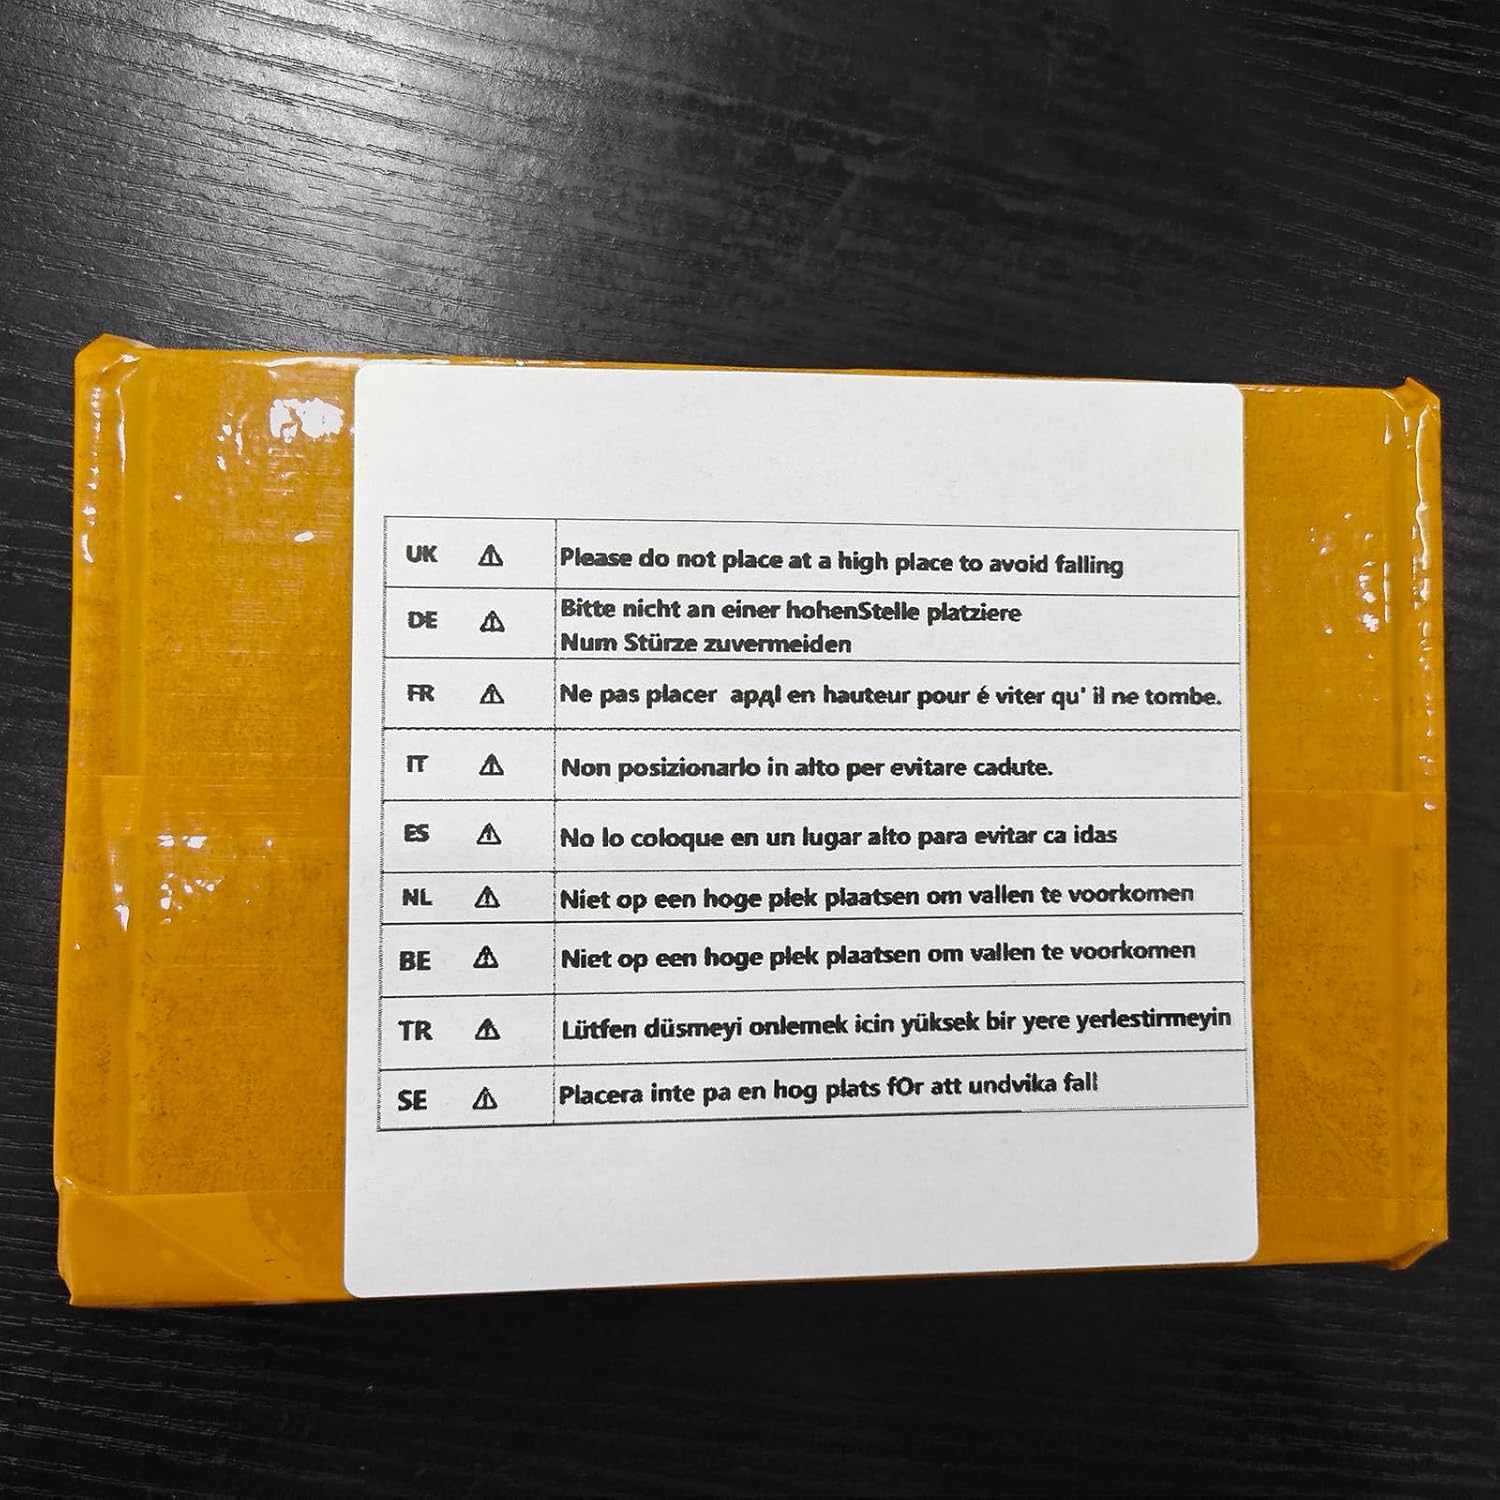 UK ⚠ Please do not place at a high place to avoid falling
DE ⚠ Bitte nicht an einer hohenStelle platziere
Num Stürze zuvermeiden
FR ⚠ Ne pas placer apдl en hauteur pour é viter qu' il ne tombe.
IT ⚠ Non posizionarlo in alto per evitare cadute.
ES ⚠ No lo coloque en un lugar alto para evitar ca idas
NL ⚠ Niet op een hoge plek plaatsen om vallen te voorkomen
BE ⚠ Niet op een hoge plek plaatsen om vallen te voorkomen
TR ⚠ Lütfen düsmeyi onlemek icin yüksek bir yere yerlestirmeyin
SE ⚠ Placera inte pa en hog plats fOr att undvika fall